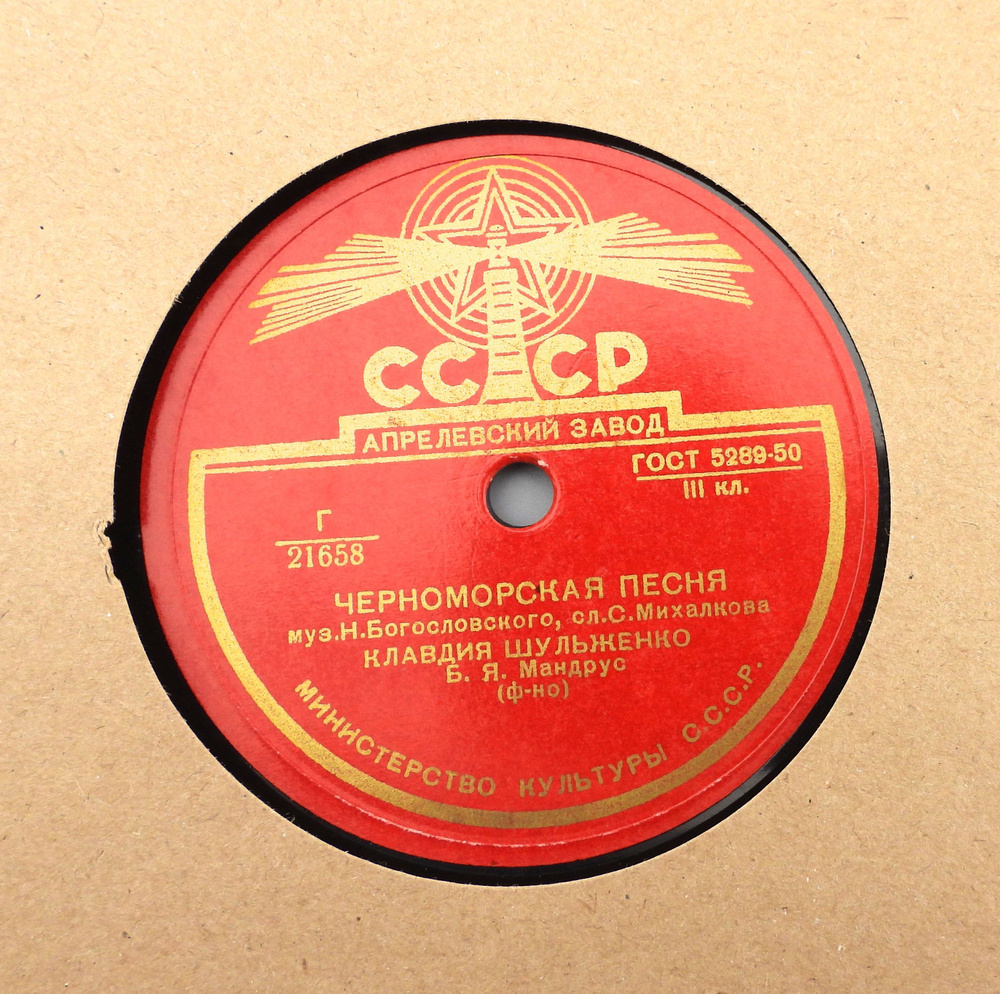 СССР
АПРЕЛЕВСКИЙ ЗАВОД
ГОСТ 5289-50
III кл.
Г
21658
ЧЕРНОМОРСКАЯ ПЕСНЯ
муз.Н.Богословского, сл.С.Михалкова
КЛАВДИЯ ШУЛЬЖЕНКО
Б. Я. Мандрус
(ф-но)
МИНИСТЕРСТВО КУЛЬТУРЫ С.С.С.Р.